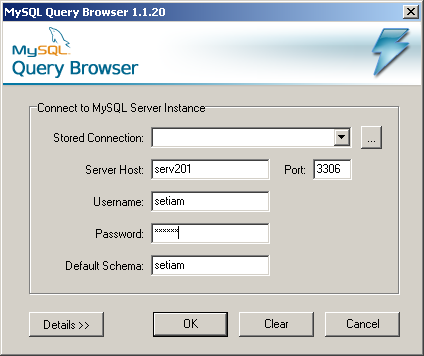 MySQL Query Browser 1.1.20
MySQL
Query Browser
Connect to MySQL Server Instance
Stored Connection:
...
Server Host: serv201 Port: 3306
Username: setiam
Password: ******
Default Schema: setiam
Details >> OK Clear Cancel